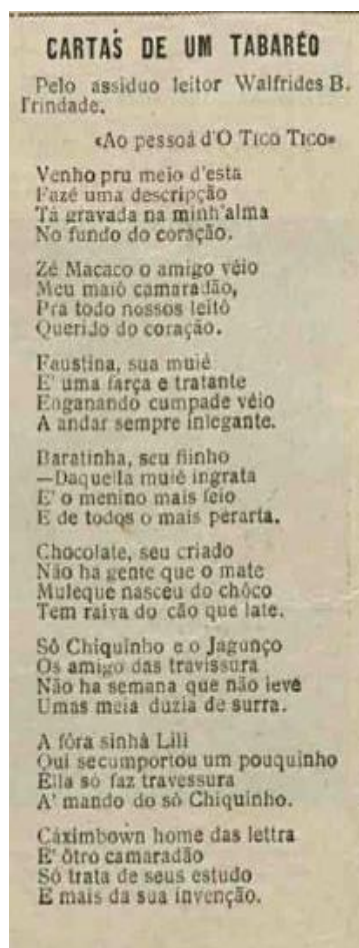 CARTAS DE UM TABARÉO
Pelo assiduo leitor Walfrides B.
Trindade.
«Ao pessoá d'O TICO TICO»
Venho pru meio d'esta
Fazê uma descripção
Tá gravada na minh'alma
No fundo do coração.
Zé Macaco o amigo véio
Meu maió camaradão,
Pra todo nossos leitô
Querido do coração.
Faustina, sua muié
E' uma farça e tratante
Enganando cumpade véio
A andar sempre inlegante.
Baratinha, seu fiinho
—Daquella muié ingrata
E' o menino mais feio
E de todos o mais perarta.
Chocolate, seu criado
Não ha gente que o mate
Muleque nasceu do chóco
Tem raiva do cão que late.
Sô Chiquinho e o Jagunço
Os amigo das travissura
Não ha semana que não leve
Umas meia duzia de surra.
A fóra sinhá Lili
Qui secumportou um pouquinho
Ella só faz travessura
A' mando do sô Chiquinho.
Cáximbown home das lettra
E' ôtro camaradão
Só trata de seus estudo
E mais da sua invenção.